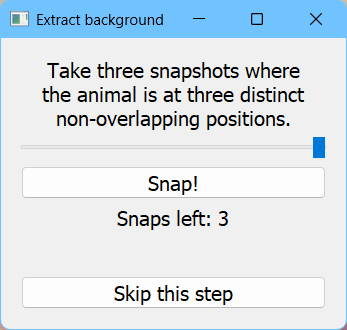 Extract background
Take three snapshots where
the animal is at three distinct
non-overlapping positions.
Snap!
Snaps left: 3
Skip this step